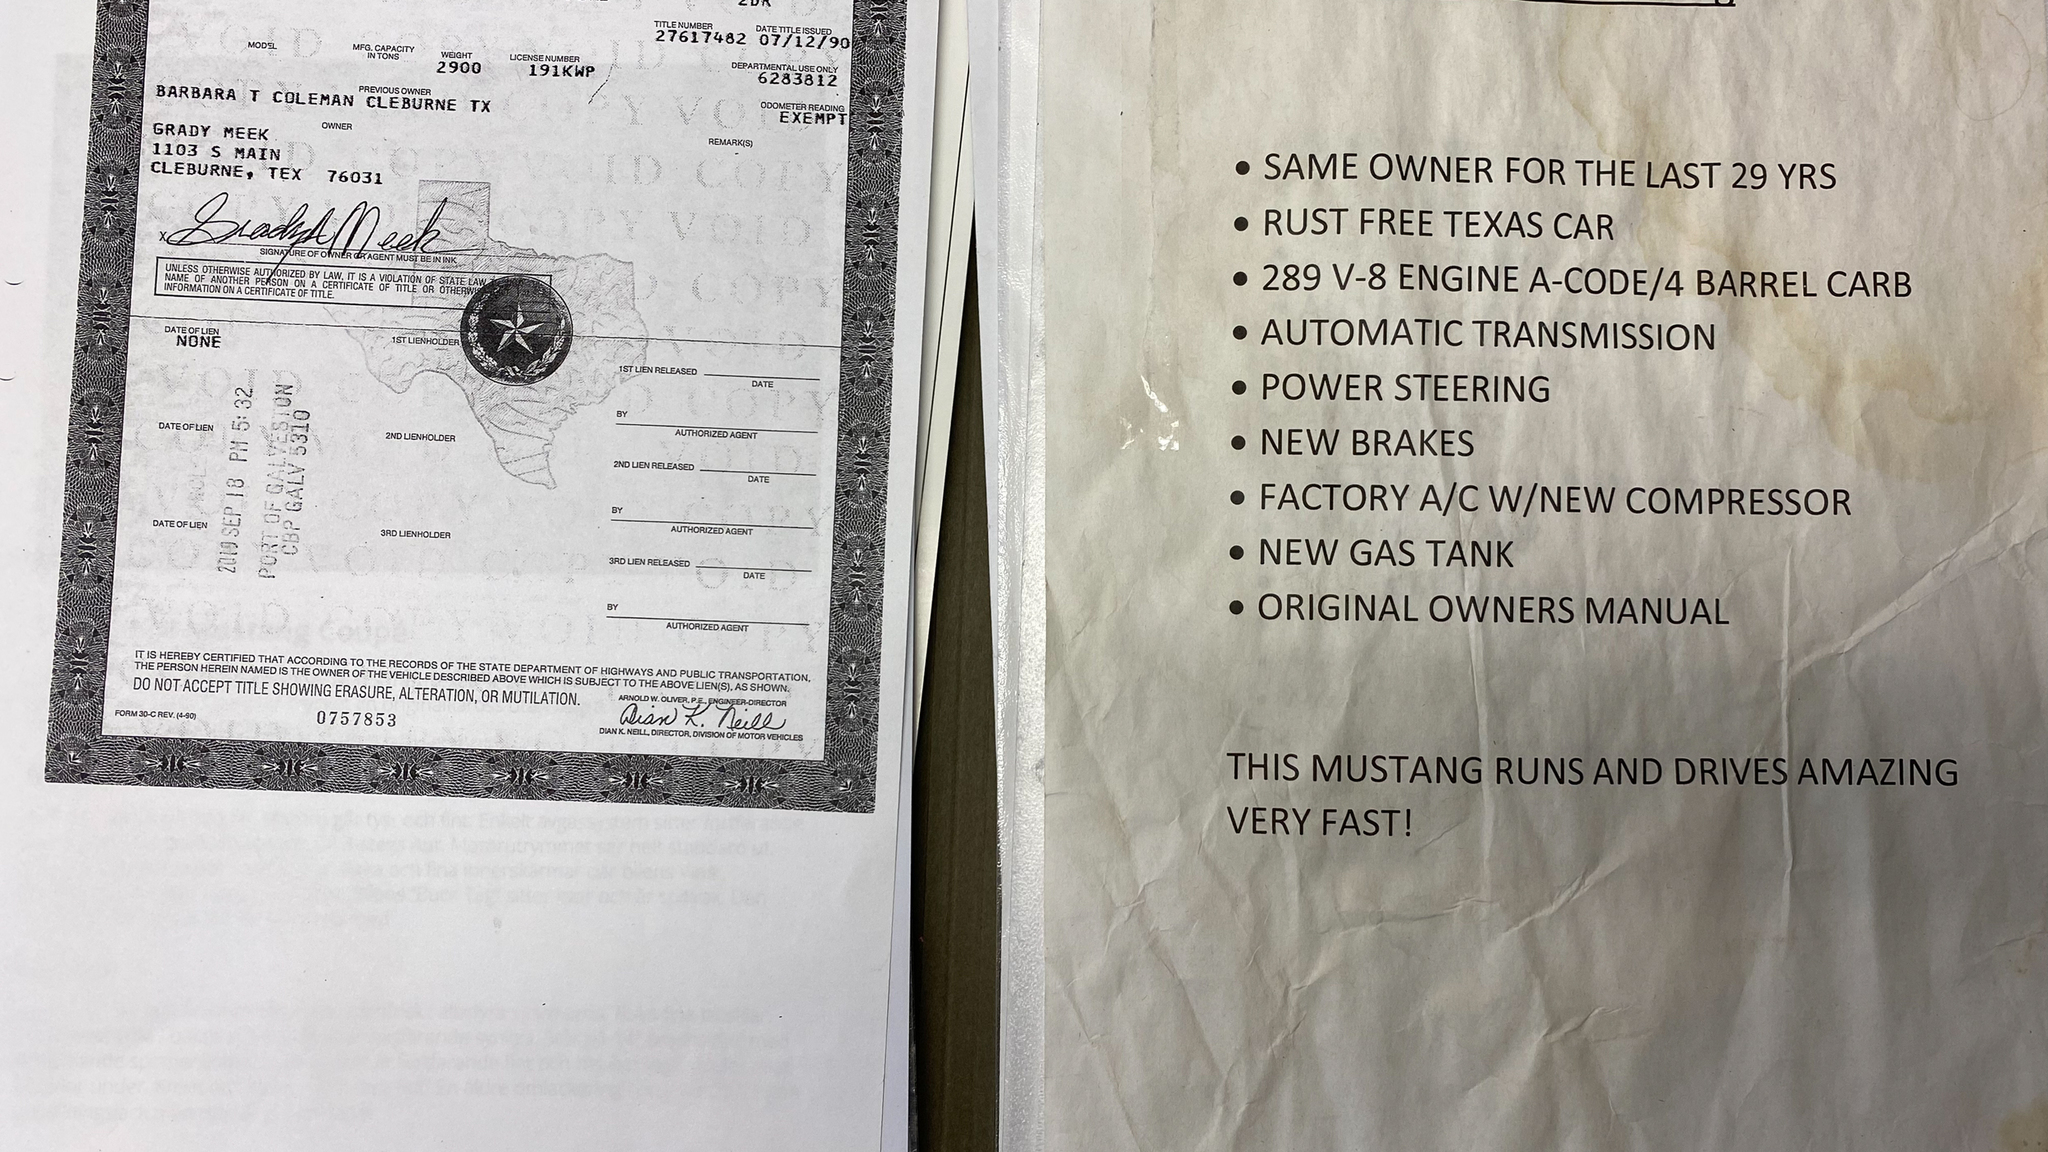 2DR
TITLE NUMBER DATE TITLE ISSUED
27617482 07/12/90
MODEL MFG. CAPACITY IN TONS WEIGHT LICENSE NUMBER
2900 191KWP
DEPARTMENTAL USE ONLY
6283812
PREVIOUS OWNER
BARBARA T COLEMAN CLEBURNE TX
ODOMETER READING
EXEMPT
OWNER
REMARK(S)
GRADY MEEK
1103 S MAIN
CLEBURNE, TEX 76031
X Grady Meek
SIGNATURE OF OWNER OR AGENT MUST BE IN INK
UNLESS OTHERWISE AUTHORIZED BY LAW, IT IS A VIOLATION OF STATE LAW
NAME OF ANOTHER PERSON ON A CERTIFICATE OF TITLE OR OTHERWISE
INFORMATION ON A CERTIFICATE OF TITLE.
DATE OF LIEN 1ST LIENHOLDER
NONE
1ST LIEN RELEASED
DATE
BY
AUTHORIZED AGENT
DATE OF LIEN 2ND LIENHOLDER
2ND LIEN RELEASED
DATE
BY
AUTHORIZED AGENT
DATE OF LIEN 3RD LIENHOLDER
3RD LIEN RELEASED
DATE
BY
AUTHORIZED AGENT
SEP 18 PM 5:32
PORT OF GALVESTON
CBP GALV 5310
VOID COPY
IT IS HEREBY CERTIFIED THAT ACCORDING TO THE RECORDS OF THE STATE DEPARTMENT OF HIGHWAYS AND PUBLIC TRANSPORTATION,
THE PERSON HEREIN NAMED IS THE OWNER OF THE VEHICLE DESCRIBED ABOVE WHICH IS SUBJECT TO THE ABOVE LIEN(S), AS SHOWN.
DO NOT ACCEPT TITLE SHOWING ERASURE, ALTERATION, OR MUTILATION.
ARNOLD W. OLIVER, P.E., ENGINEER-DIRECTOR
Dian K. Neill
DIAN K. NEILL, DIRECTOR, DIVISION OF MOTOR VEHICLES
FORM 30-C REV. (4-90) 0757853
• SAME OWNER FOR THE LAST 29 YRS
• RUST FREE TEXAS CAR
• 289 V-8 ENGINE A-CODE/4 BARREL CARB
• AUTOMATIC TRANSMISSION
• POWER STEERING
• NEW BRAKES
• FACTORY A/C W/NEW COMPRESSOR
• NEW GAS TANK
• ORIGINAL OWNERS MANUAL
THIS MUSTANG RUNS AND DRIVES AMAZING
VERY FAST!